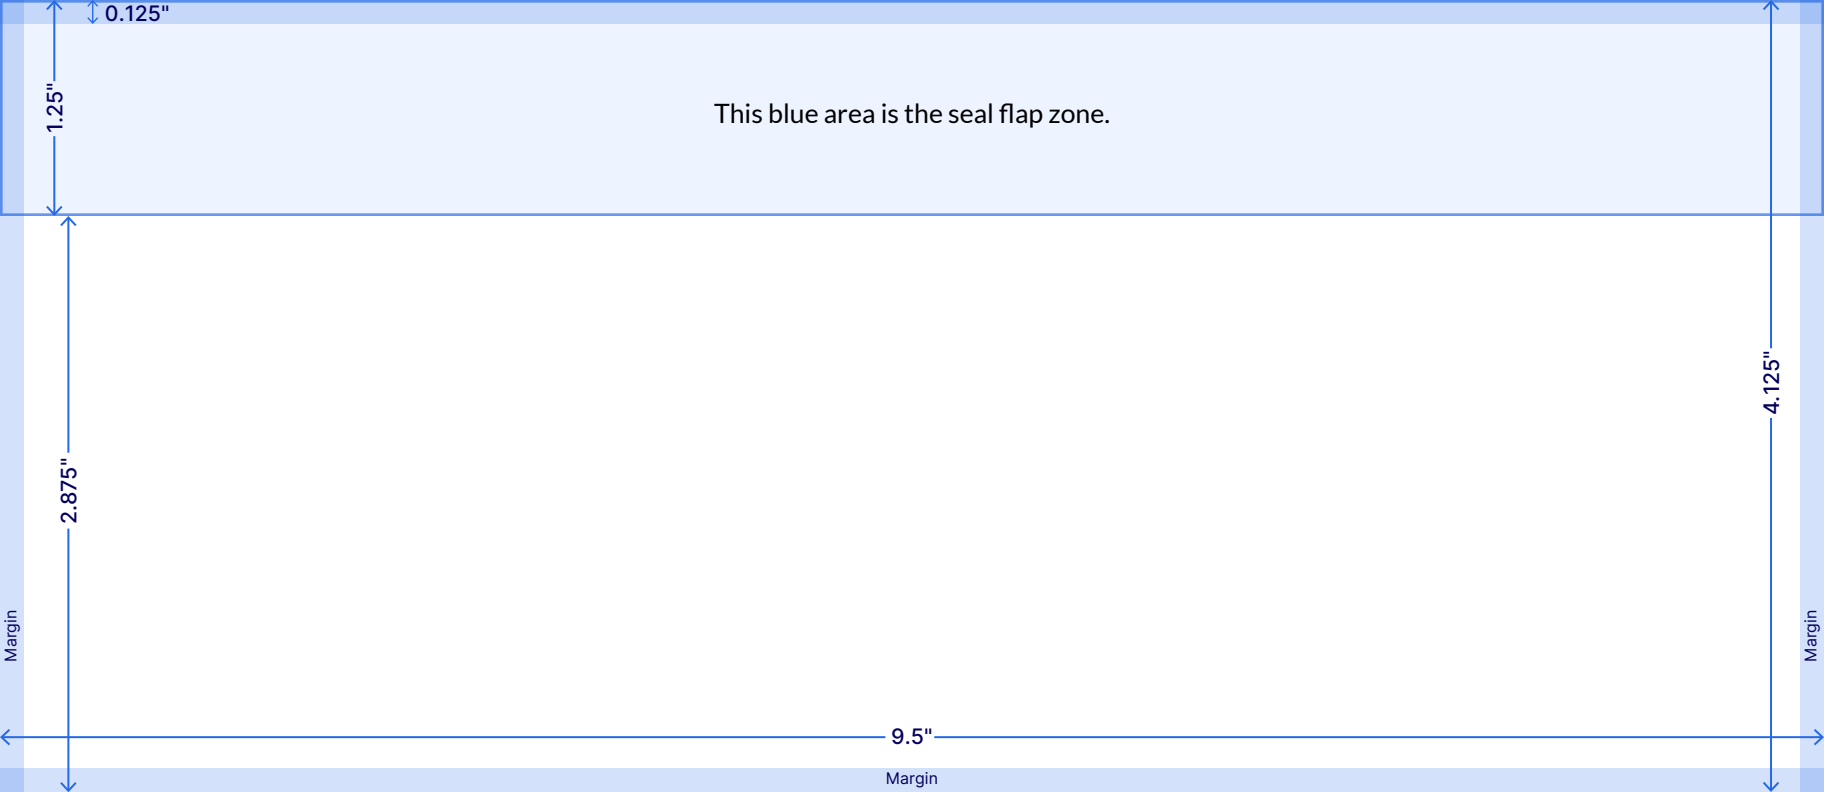 0.125"
1.25"
This blue area is the seal flap zone.
4.125"
2.875"
Margin
Margin
9.5"
Margin